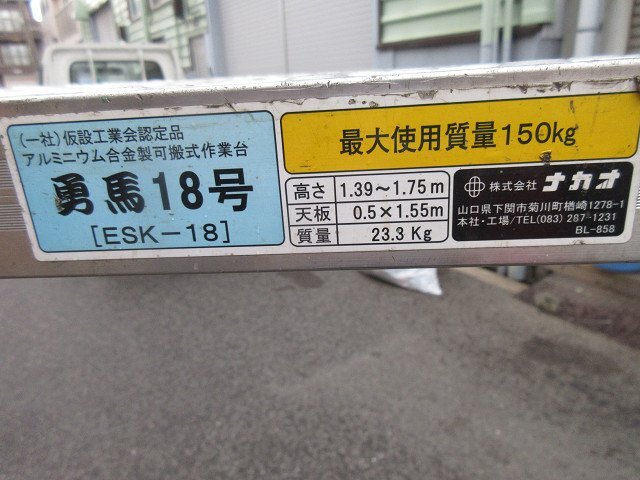 (一社)仮設工業会認定品
アルミニウム合金製可搬式作業台
勇馬18号
[ESK-18]
最大使用質量150kg
高さ 1.39~1.75m
天板 0.5×1.55m
質量 23.3 Kg
株式会社ナカオ
山口県下関市菊川町楢崎1278-1
本社・工場/TEL(083) 287-1231
BL-858